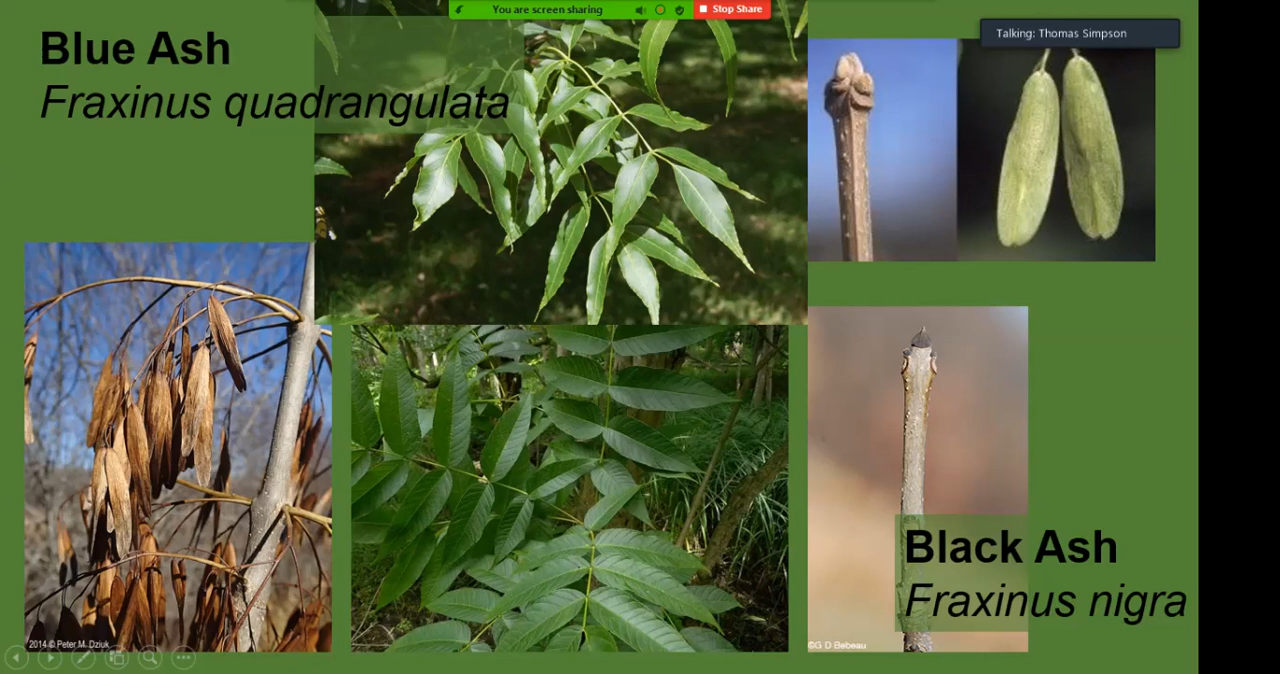 You are screen sharing
Stop Share
Talking: Thomas Simpson
Blue Ash
Fraxinus quadrangulata
Black Ash
Fraxinus nigra
2014 © Peter M. Dziuk
©G D Bebeau